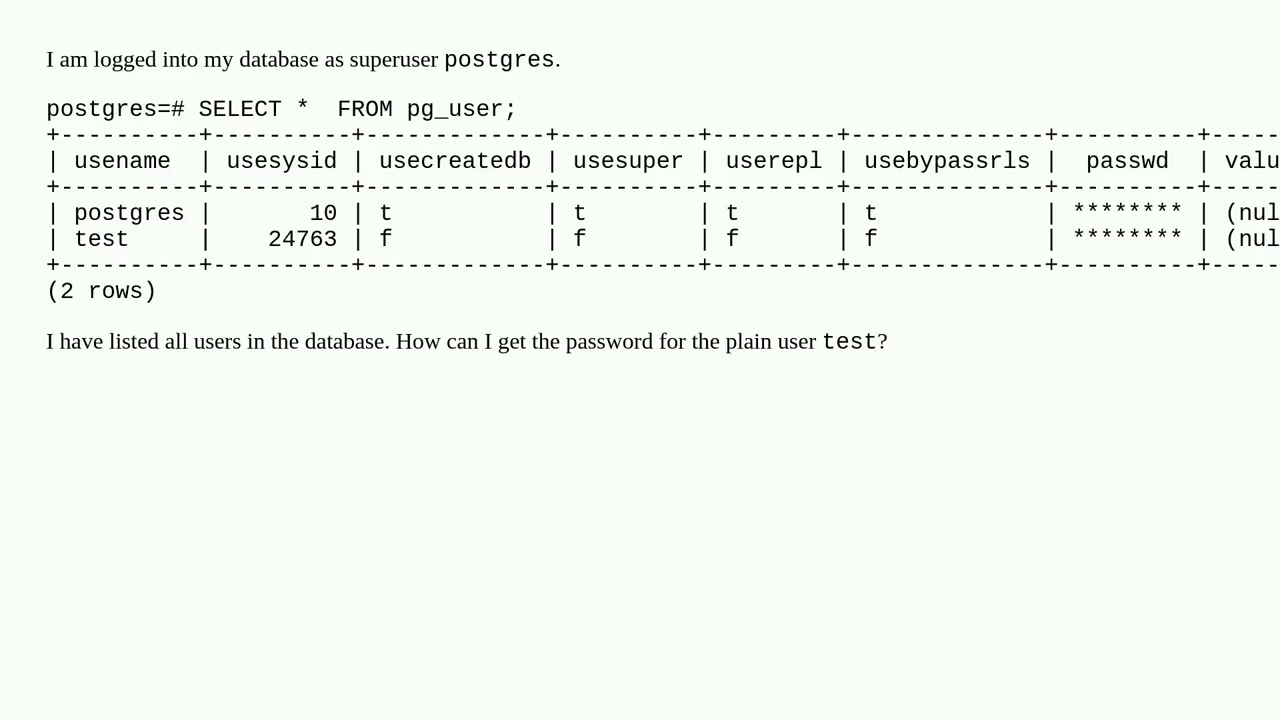 I am logged into my database as superuser postgres.
postgres=# SELECT *  FROM pg_user;
+----------+----------+-------------+----------+---------+--------------+----------+-----
| usename  | usesysid | usecreatedb | usesuper | userepl | usebypassrls |  passwd  | valu
+----------+----------+-------------+----------+---------+--------------+----------+-----
| postgres |       10 | t           | t        | t       | t            | ******** | (nul
| test     |    24763 | f           | f        | f       | f            | ******** | (nul
+----------+----------+-------------+----------+---------+--------------+----------+-----
(2 rows)
I have listed all users in the database. How can I get the password for the plain user test?